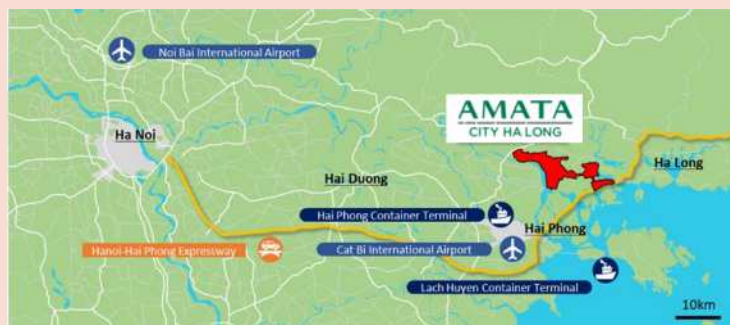 Noi Bai International Airport
AMATA
CITY HA LONG
Ha Noi
Ha Long
Hai Duong
Hai Phong Container Terminal
Hai Phong
Hanoi-Hai Phong Expressway
Cat Bi International Airport
Lach Huyen Container Terminal
10km